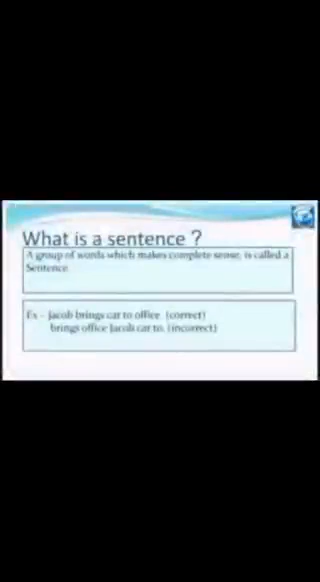 What is a sentence ?
A group of words which makes complete sense, is called a
Sentence
Ex - Jacob brings car to office. (correct)
brings office Jacob car to. (incorrect)